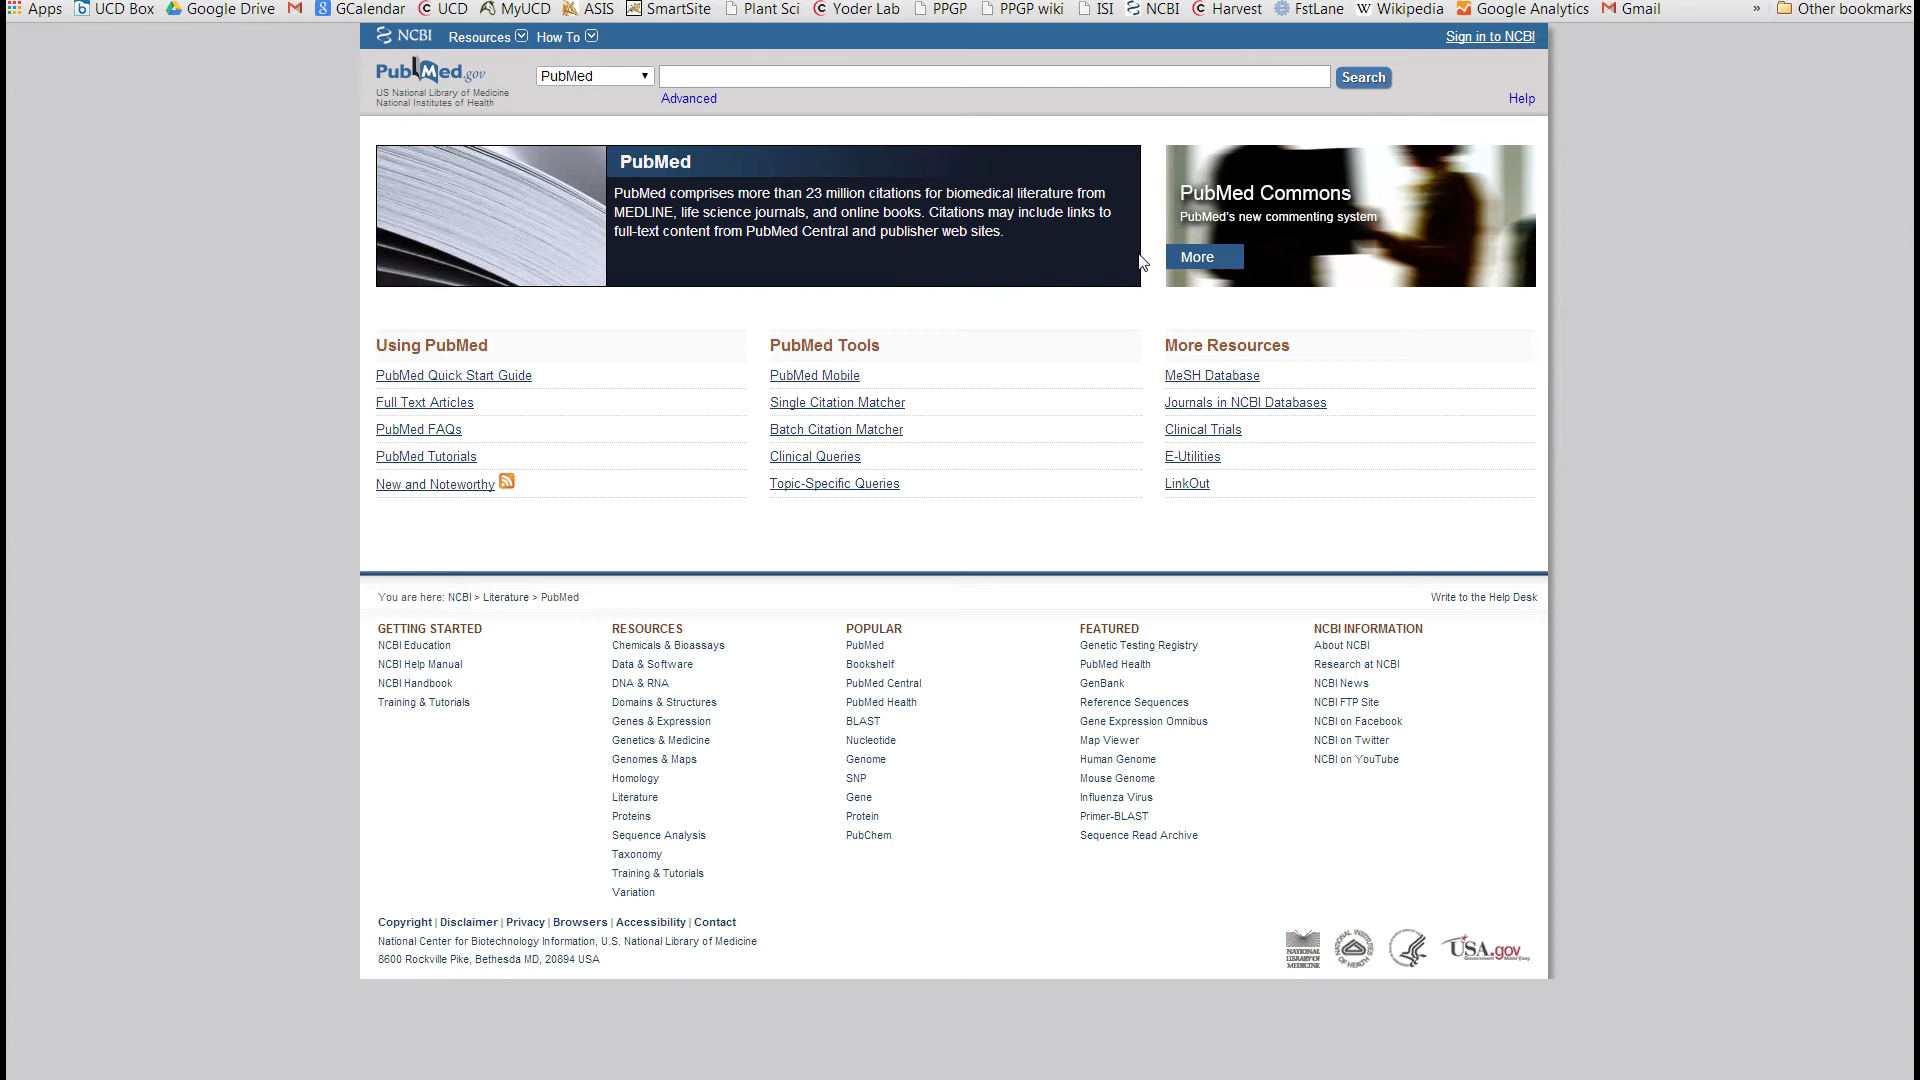 Apps UCD Box Google Drive GCalendar UCD MyUCD ASIS SmartSite Plant Sci Yoder Lab PPGP PPGP wiki ISI NCBI Harvest FstLane Wikipedia Google Analytics Gmail » Other bookmarks
NCBI Resources How To Sign in to NCBI
PubMed.gov
US National Library of Medicine
National Institutes of Health
PubMed Search
Advanced Help
PubMed
PubMed comprises more than 23 million citations for biomedical literature from
MEDLINE, life science journals, and online books. Citations may include links to
full-text content from PubMed Central and publisher web sites.
PubMed Commons
PubMed's new commenting system
More
Using PubMed
PubMed Quick Start Guide
Full Text Articles
PubMed FAQs
PubMed Tutorials
New and Noteworthy
PubMed Tools
PubMed Mobile
Single Citation Matcher
Batch Citation Matcher
Clinical Queries
Topic-Specific Queries
More Resources
MeSH Database
Journals in NCBI Databases
Clinical Trials
E-Utilities
LinkOut
You are here: NCBI > Literature > PubMed Write to the Help Desk
GETTING STARTED
NCBI Education
NCBI Help Manual
NCBI Handbook
Training & Tutorials
RESOURCES
Chemicals & Bioassays
Data & Software
DNA & RNA
Domains & Structures
Genes & Expression
Genetics & Medicine
Genomes & Maps
Homology
Literature
Proteins
Sequence Analysis
Taxonomy
Training & Tutorials
Variation
POPULAR
PubMed
Bookshelf
PubMed Central
PubMed Health
BLAST
Nucleotide
Genome
SNP
Gene
Protein
PubChem
FEATURED
Genetic Testing Registry
PubMed Health
GenBank
Reference Sequences
Gene Expression Omnibus
Map Viewer
Human Genome
Mouse Genome
Influenza Virus
Primer-BLAST
Sequence Read Archive
NCBI INFORMATION
About NCBI
Research at NCBI
NCBI News
NCBI FTP Site
NCBI on Facebook
NCBI on Twitter
NCBI on YouTube
Copyright | Disclaimer | Privacy | Browsers | Accessibility | Contact
National Center for Biotechnology Information, U.S. National Library of Medicine
8600 Rockville Pike, Bethesda MD, 20894 USA
NATIONAL
LIBRARY OF
MEDICINE
USA.gov